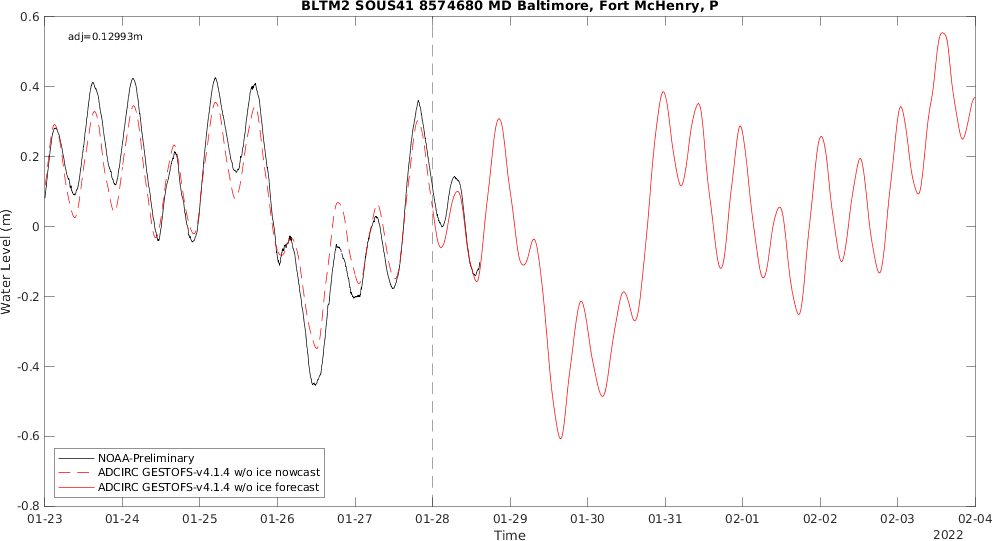 BLTM2 SOUS41 8574680 MD Baltimore, Fort McHenry, P
adj=0.12993m
0.6
0.4
0.2
0
-0.2
-0.4
-0.6
-0.8
Water Level (m)
NOAA-Preliminary
ADCIRC GESTOFS-v4.1.4 w/o ice nowcast
ADCIRC GESTOFS-v4.1.4 w/o ice forecast
01-23 01-24 01-25 01-26 01-27 01-28 01-29 01-30 01-31 02-01 02-02 02-03 02-04
Time
2022